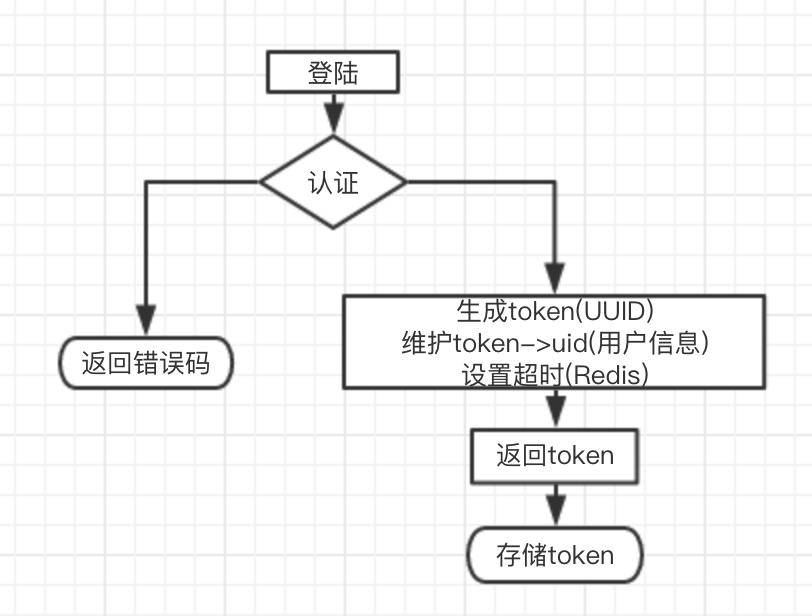 登陆
认证
返回错误码
生成token(UUID)
维护token->uid(用户信息)
设置超时(Redis)
返回token
存储token